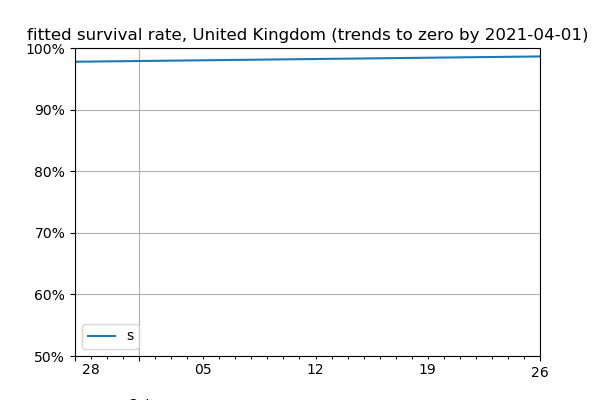 fitted survival rate, United Kingdom (trends to zero by 2021-04-01)
100%
90%
80%
70%
60%
50%
s
28 05 12 19 26